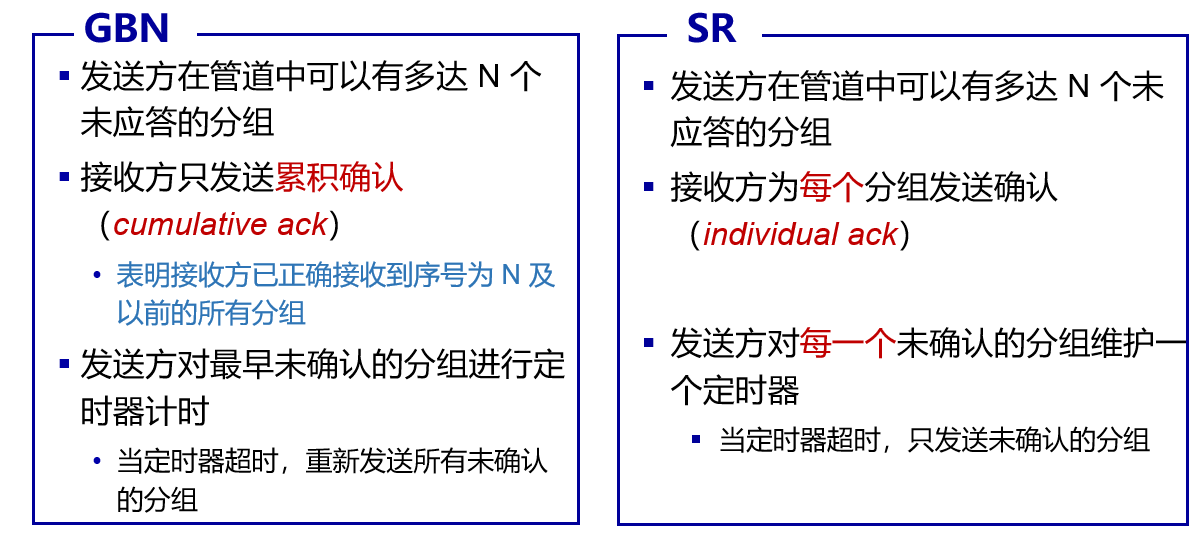 GBN
▪ 发送方在管道中可以有多达 N 个
未应答的分组
▪ 接收方只发送累积确认
（cumulative ack）
• 表明接收方已正确接收到序号为 N 及
以前的所有分组
▪ 发送方对最早未确认的分组进行定
时器计时
• 当定时器超时，重新发送所有未确认
的分组
SR
▪ 发送方在管道中可以有多达 N 个未
应答的分组
▪ 接收方为每个分组发送确认
（individual ack）
▪ 发送方对每一个未确认的分组维护一
个定时器
▪ 当定时器超时，只发送未确认的分组